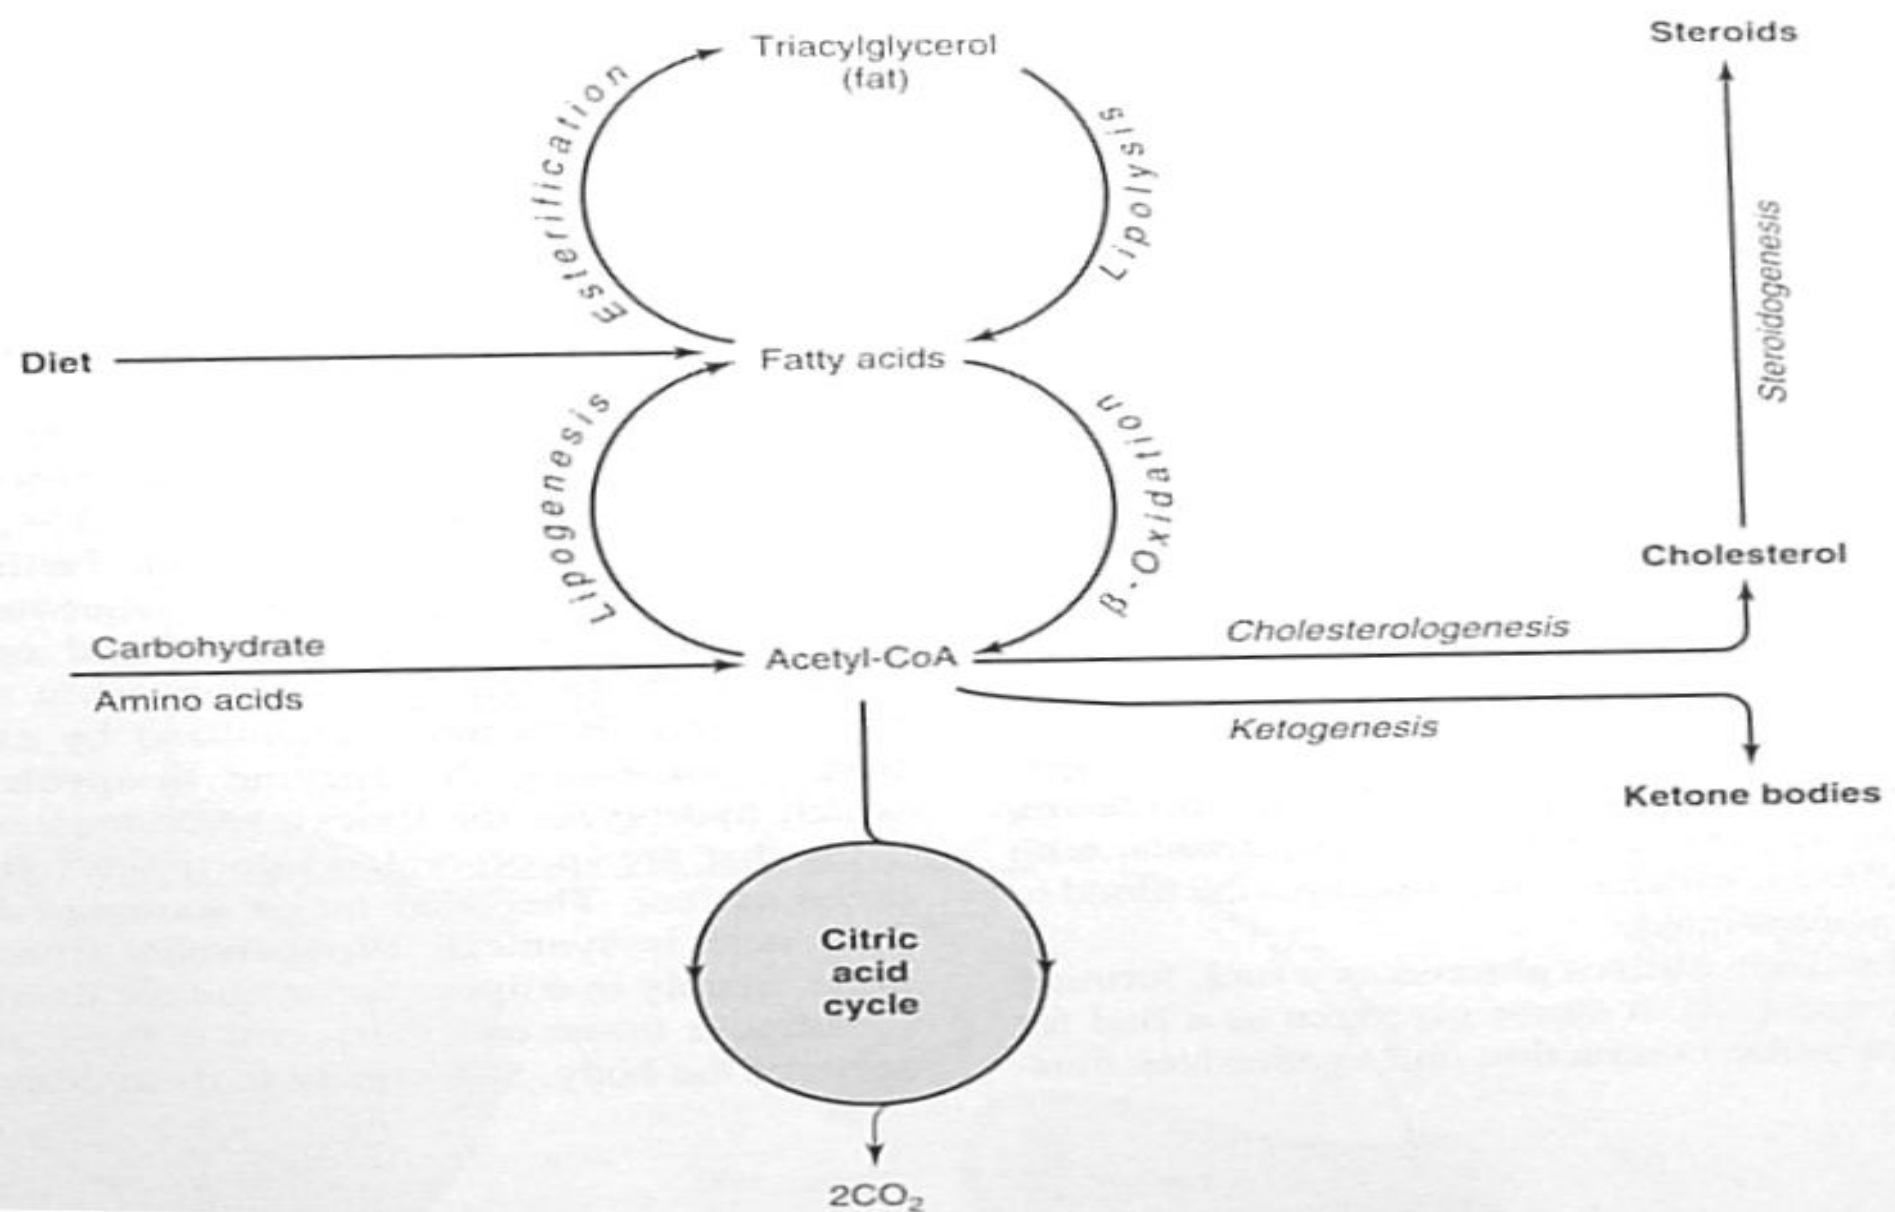 Triacylglycerol
(fat)
Steroids
Esterification
Lipolysis
Steroidogenesis
Diet
Fatty acids
Lipogenesis
β-Oxidation
Cholesterol
Carbohydrate
Amino acids
Acetyl-CoA
Cholesterologenesis
Ketogenesis
Ketone bodies
Citric
acid
cycle
2CO₂